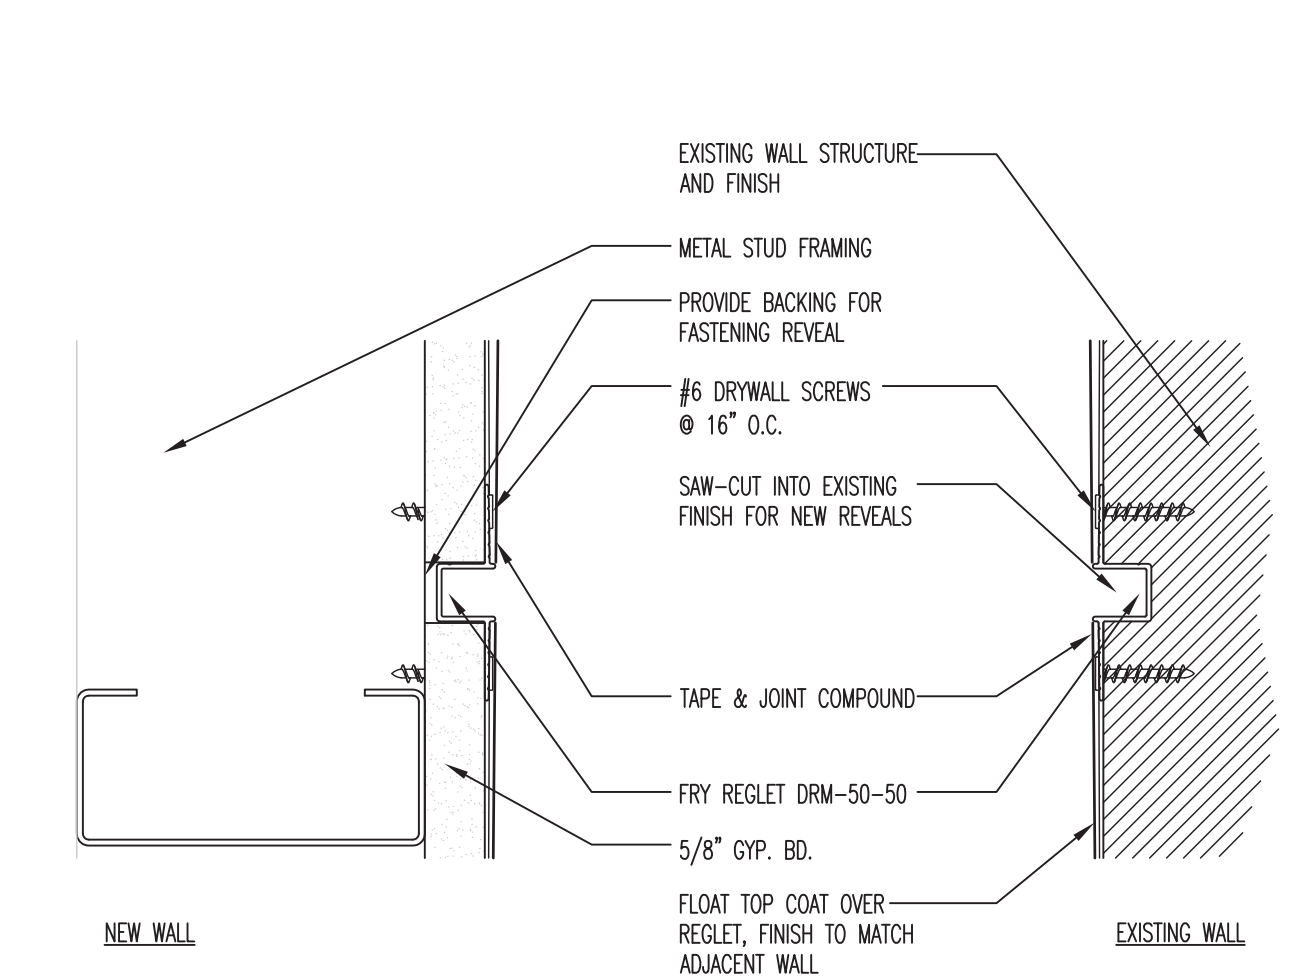 EXISTING WALL STRUCTURE
AND FINISH
METAL STUD FRAMING
PROVIDE BACKING FOR
FASTENING REVEAL
#6 DRYWALL SCREWS
@ 16" O.C.
SAW-CUT INTO EXISTING
FINISH FOR NEW REVEALS
TAPE & JOINT COMPOUND
FRY REGLET DRM-50-50
5/8" GYP. BD.
FLOAT TOP COAT OVER
REGLET, FINISH TO MATCH
ADJACENT WALL
NEW WALL
EXISTING WALL